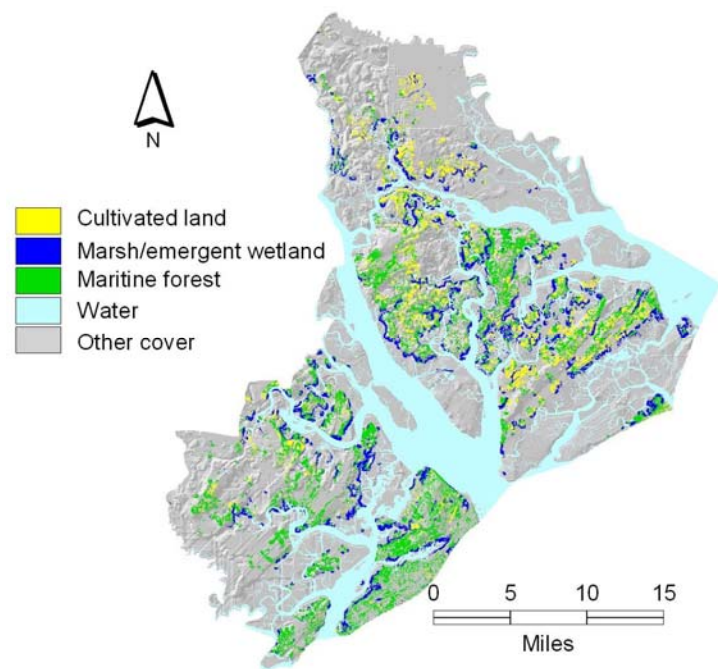 N
Cultivated land
Marsh/emergent wetland
Maritine forest
Water
Other cover
0 5 10 15
Miles